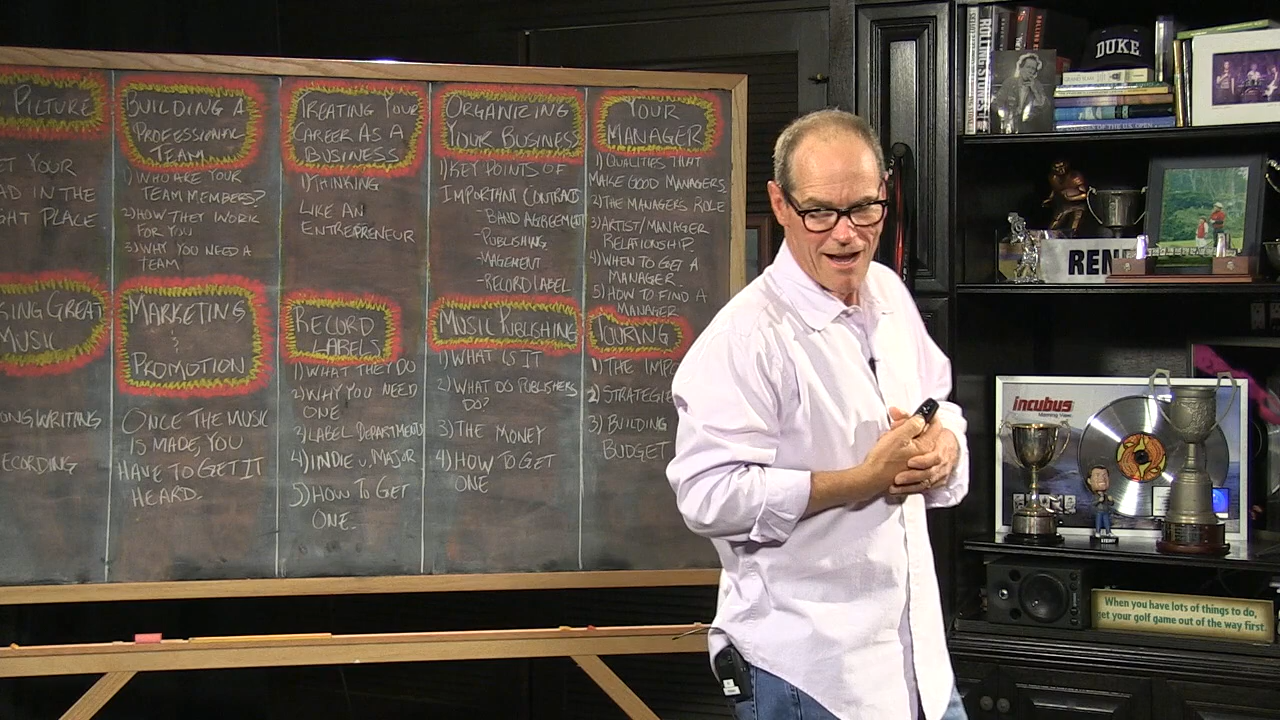 PICTURE
ET YOUR
AD IN THE
GHT PLACE
BUILDING A
PROFESSIONAL
TEAM
1) WHO ARE YOUR
TEAM MEMBERS?
2) HOW THEY WORK
FOR YOU
3) WHY YOU NEED A
TEAM
TREATING YOUR
CAREER AS A
BUSINESS
1) THINKING
LIKE AN
ENTREPRENEUR
ORGANIZING
YOUR BUSINESS
1) KEY POINTS OF
IMPORTANT CONTRACTS
- BAND AGREEMENT
- PUBLISHING
- MAGEMENT
- RECORD LABEL
YOUR
MANAGER
1) QUALITIES THAT
MAKE GOOD MANAGERS
2) THE MANAGERS ROLE
3) ARTIST/MANAGER
RELATIONSHIP
4) WHEN TO GET A
MANAGER
5) HOW TO FIND A
MANAGER
KING GREAT
MUSIC
ONGWRITING
ECORDING
MARKETING
&
PROMOTION
ONCE THE MUSIC
IS MADE, YOU
HAVE TO GET IT
HEARD.
RECORD
LABELS
1) WHAT THEY DO
2) WHY YOU NEED
ONE
3) LABEL DEPARTMENTS
4) INDIE V. MAJOR
5) HOW TO GET
ONE.
MUSIC PUBLISHING
1) WHAT IS IT
2) WHAT DO PUBLISHERS
DO?
3) THE MONEY
4) HOW TO GET
ONE
TOURING
1) THE IMPO
2) STRATEGIE
3) BUILDING
BUDGET
ROLLING STONES
DUKE
REN
incubus
Morning View
When you have lots of things to do,
get your golf game out of the way first.